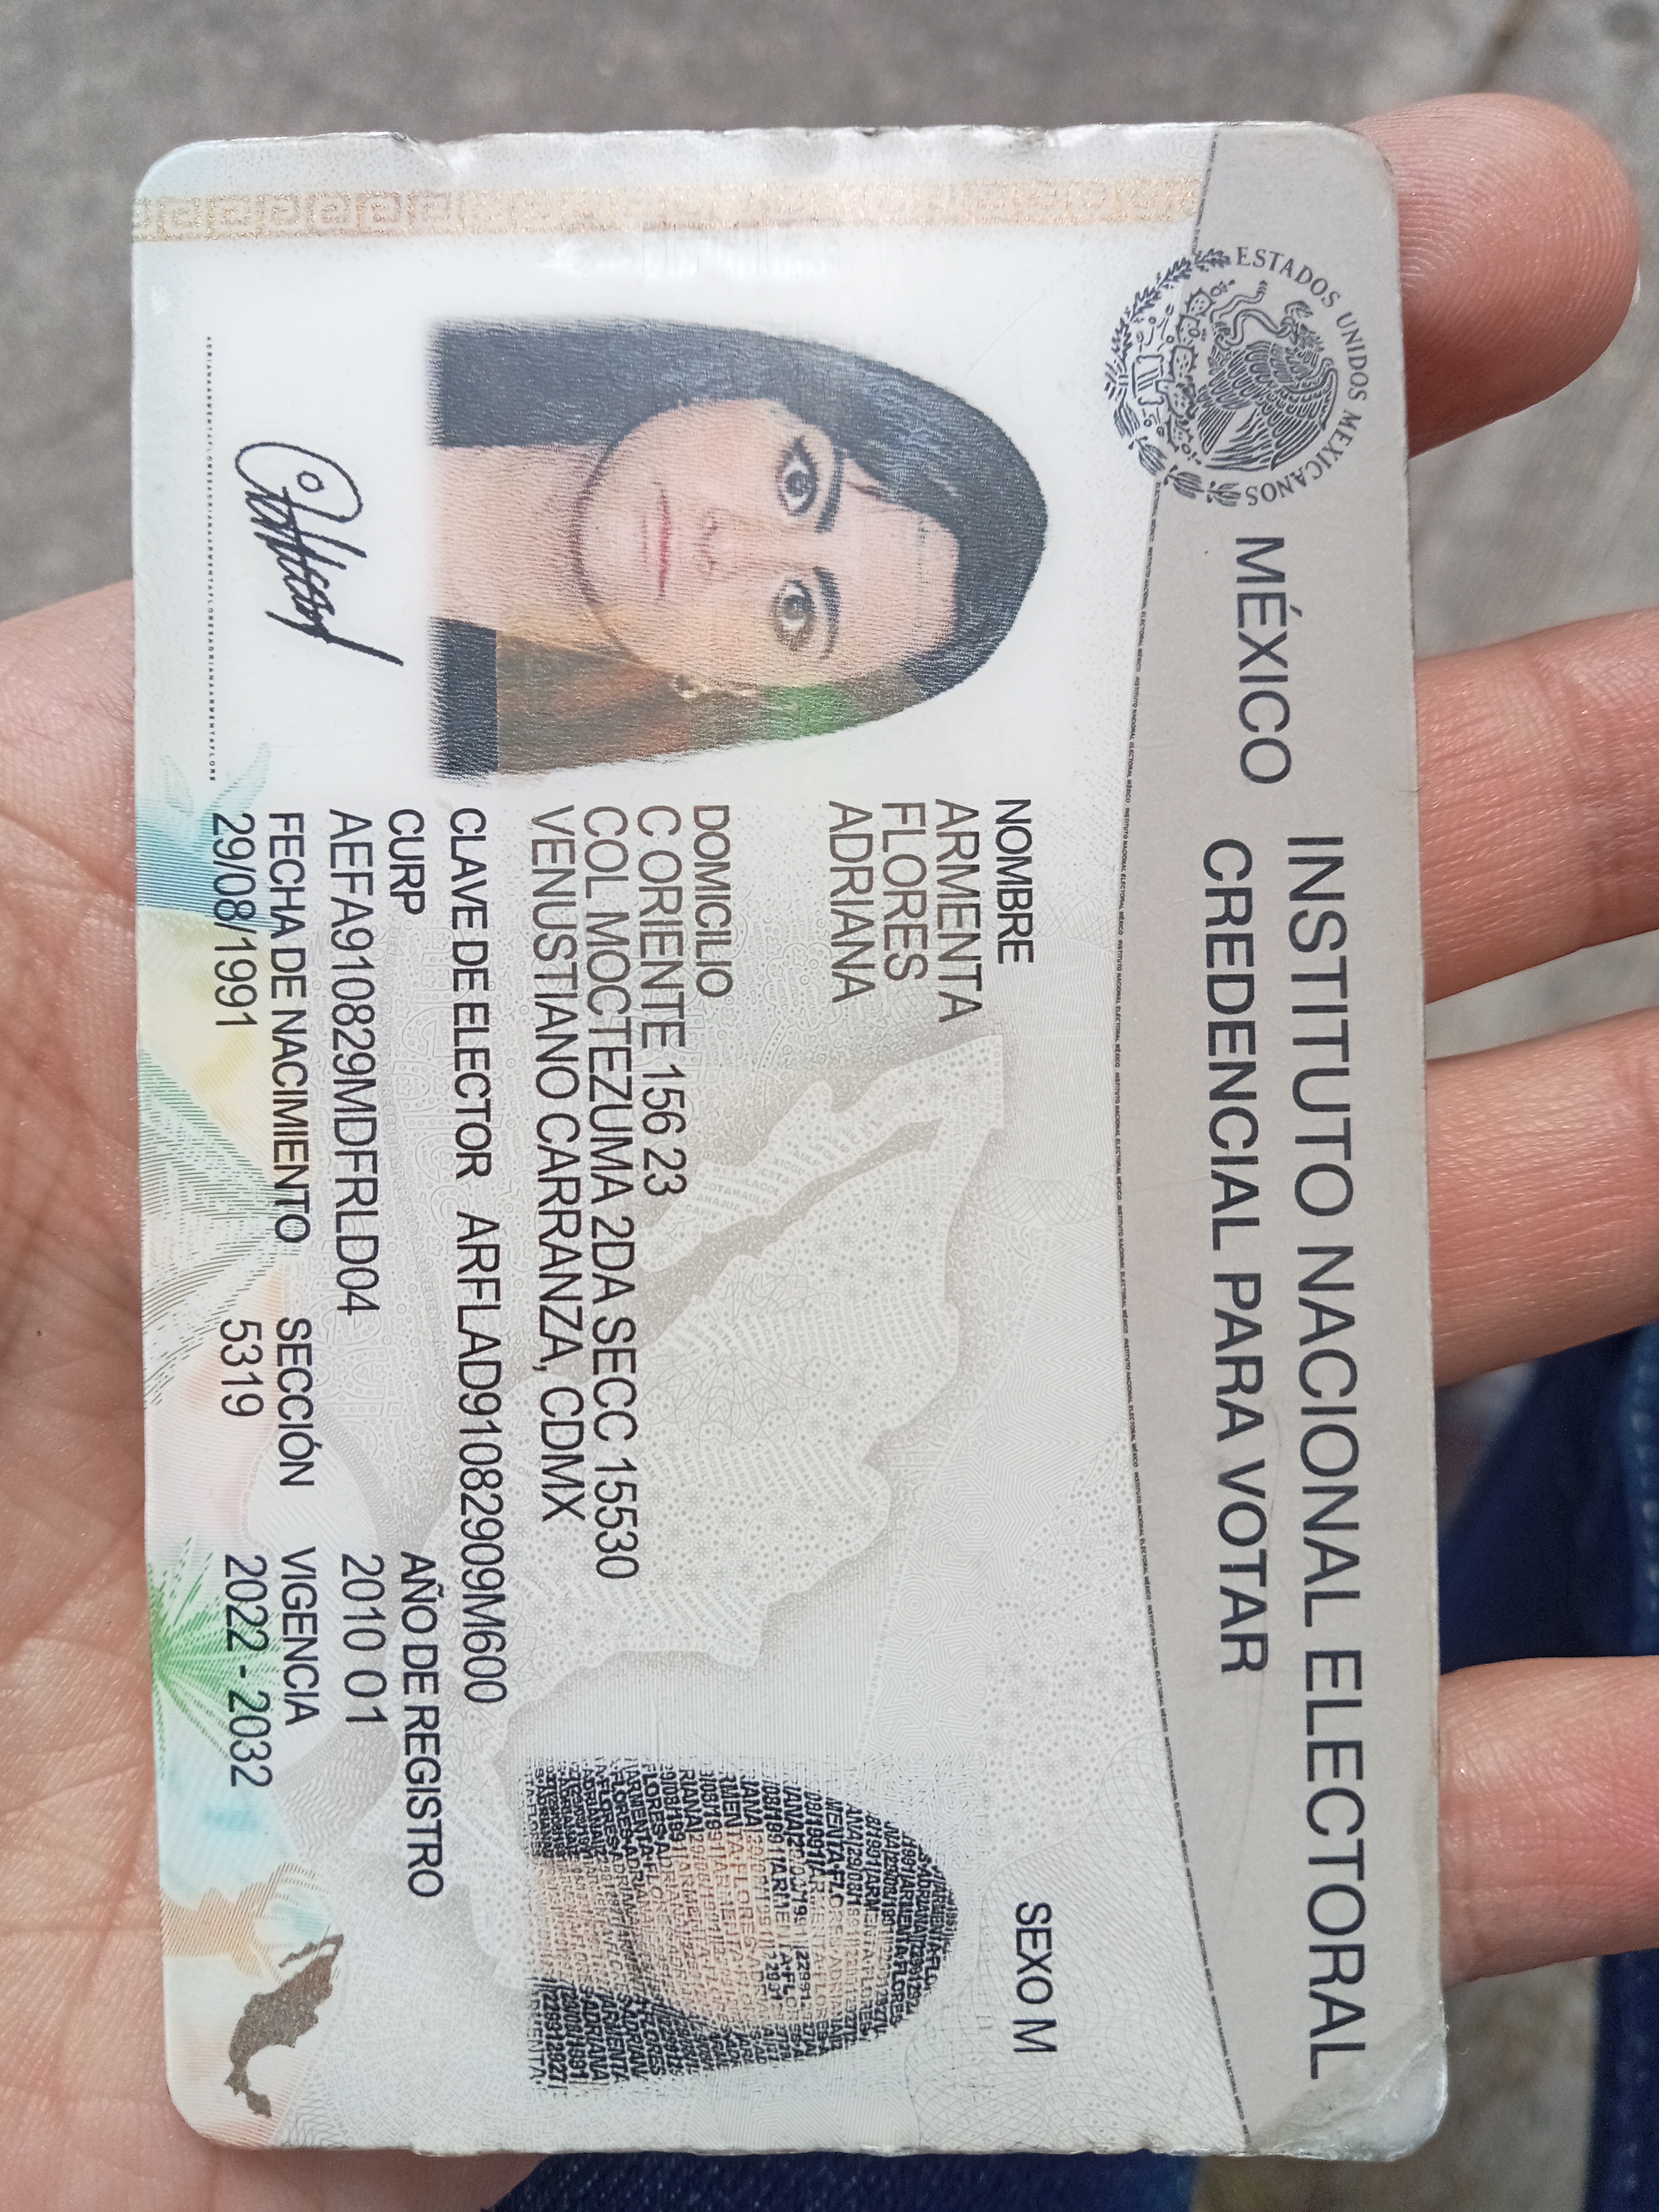 ESTADOS UNIDOS MEXICANOS
MÉXICO INSTITUTO NACIONAL ELECTORAL
CREDENCIAL PARA VOTAR
NOMBRE
ARMENTA
FLORES
ADRIANA
SEXO M
DOMICILIO
C ORIENTE 156 23
COL MOCTEZUMA 2DA SECC 15530
VENUSTIANO CARRANZA, CDMX
CLAVE DE ELECTOR ARFLAD91082909M600
CURP
AEFA910829MDFRLD04
AÑO DE REGISTRO
2010 01
FECHA DE NACIMIENTO
29/08/1991
SECCIÓN
5319
VIGENCIA
2022 - 2032